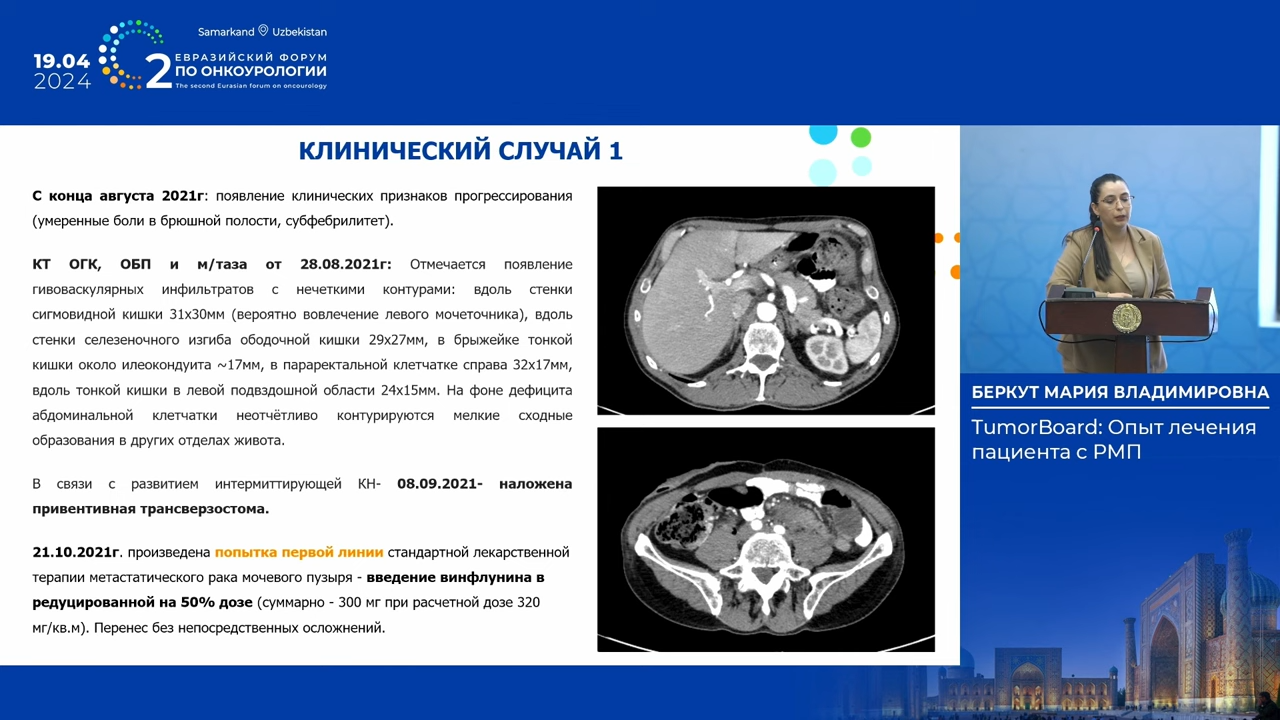 Samarkand Uzbekistan
19.04
2024
2
ЕВРАЗИЙСКИЙ ФОРУМ
ПО ОНКОУРОЛОГИИ
The second Eurasian forum on oncourology
КЛИНИЧЕСКИЙ СЛУЧАЙ 1
С конца августа 2021г: появление клинических признаков прогрессирования
(умеренные боли в брюшной полости, субфебрилитет).
КТ ОГК, ОБП и м/таза от 28.08.2021г: Отмечается появление
гивоваскулярных инфильтратов с нечеткими контурами: вдоль стенки
сигмовидной кишки 31х30мм (вероятно вовлечение левого мочеточника), вдоль
стенки селезеночного изгиба ободочной кишки 29х27мм, в брыжейке тонкой
кишки около илеокондуита ~17мм, в параректальной клетчатке справа 32х17мм,
вдоль тонкой кишки в левой подвздошной области 24х15мм. На фоне дефицита
абдоминальной клетчатки неотчётливо контурируются мелкие сходные
образования в других отделах живота.
В связи с развитием интермиттирующей КН- 08.09.2021- наложена
привентивная трансверзостома.
21.10.2021г. произведена попытка первой линии стандартной лекарственной
терапии метастатического рака мочевого пузыря - введение винфлунина в
редуцированной на 50% дозе (суммарно - 300 мг при расчетной дозе 320
мг/кв.м). Перенес без непосредственных осложнений.
БЕРКУТ МАРИЯ ВЛАДИМИРОВНА
TumorBoard: Опыт лечения
пациента с РМП